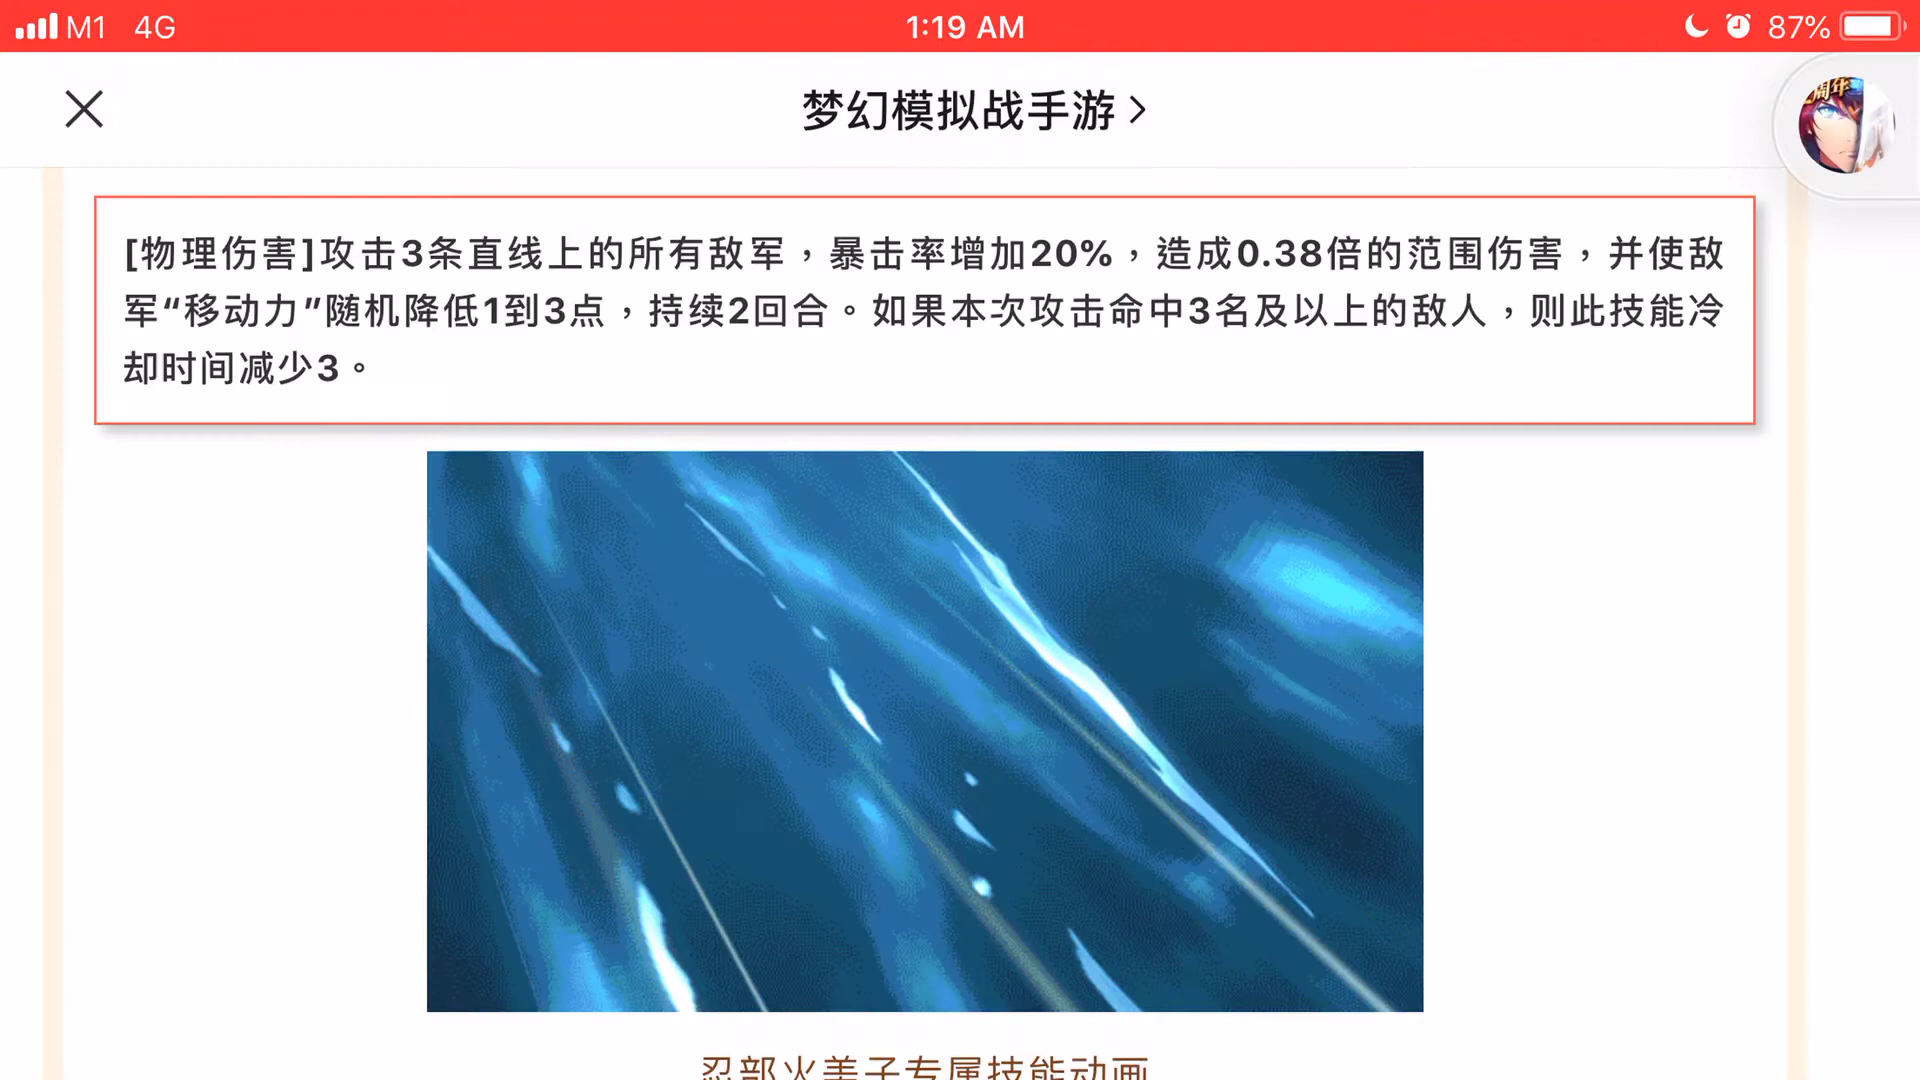 M1 4G 1:19 AM 87%
梦幻模拟战手游
周年
[物理伤害]攻击3条直线上的所有敌军，暴击率增加20%，造成0.38倍的范围伤害，并使敌
军“移动力”随机降低1到3点，持续2回合。如果本次攻击命中3名及以上的敌人，则此技能冷
却时间减少3。
忍部火美子专属技能动画